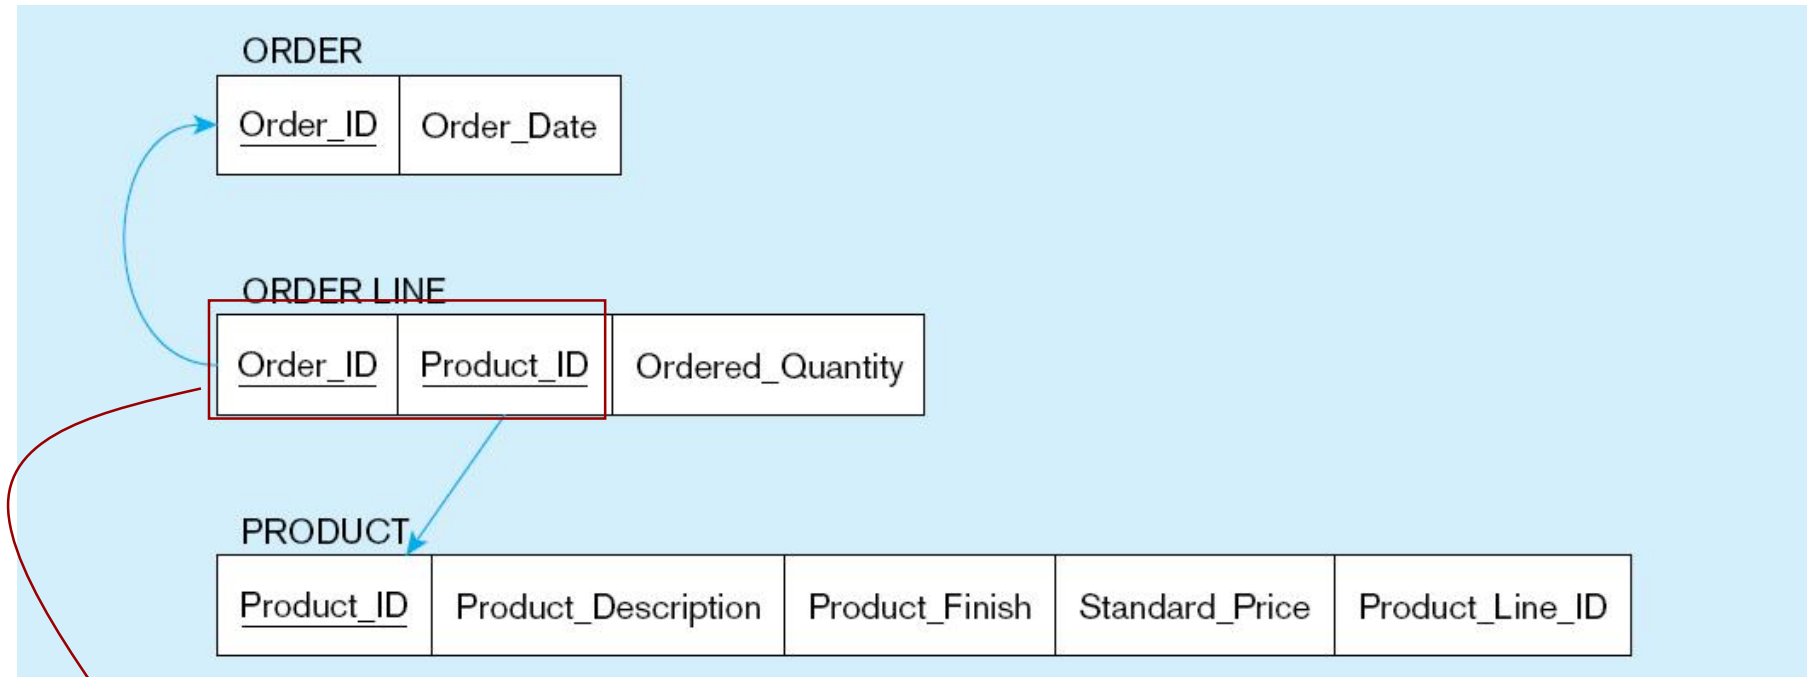 ORDER
Order_ID Order_Date
ORDER LINE
Order_ID Product_ID Ordered_Quantity
PRODUCT
Product_ID Product_Description Product_Finish Standard_Price Product_Line_ID